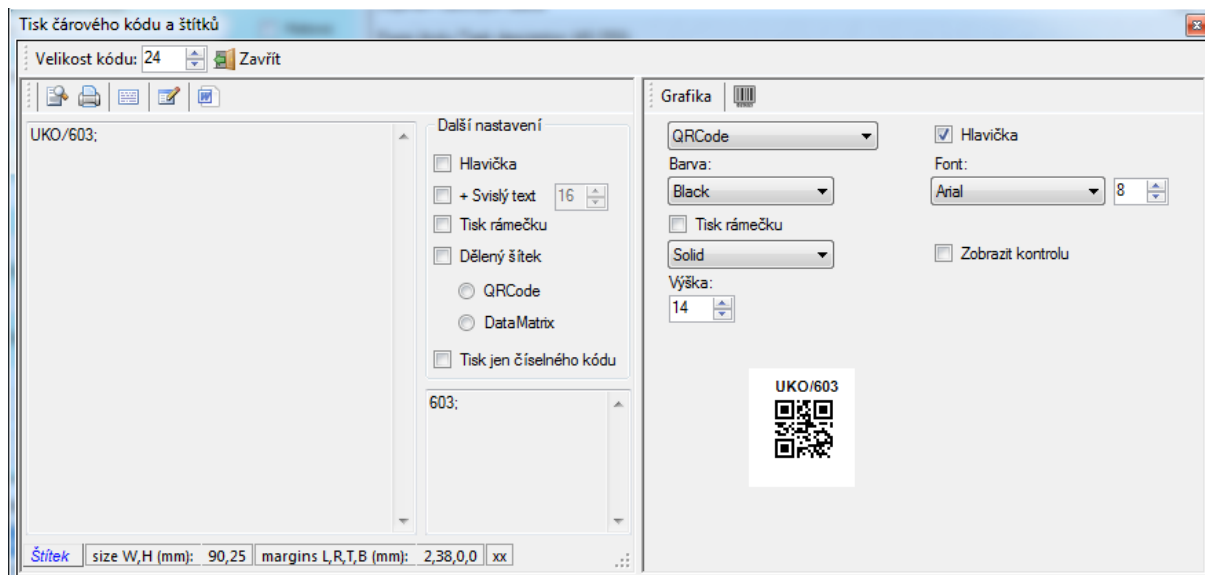 Tisk čárového kódu a štítků
Velikost kódu: 24 Zavřít
UKO/603;
Další nastavení
Hlavička
+ Svislý text 16
Tisk rámečku
Dělený šítek
QRCode
DataMatrix
Tisk jen číselného kódu
603;
Štítek size W,H (mm): 90,25 margins L,R,T,B (mm): 2,38,0,0 xx
Grafika
QRCode Hlavička
Barva: Font:
Black Arial 8
Tisk rámečku
Solid Zobrazit kontrolu
Výška:
14
UKO/603